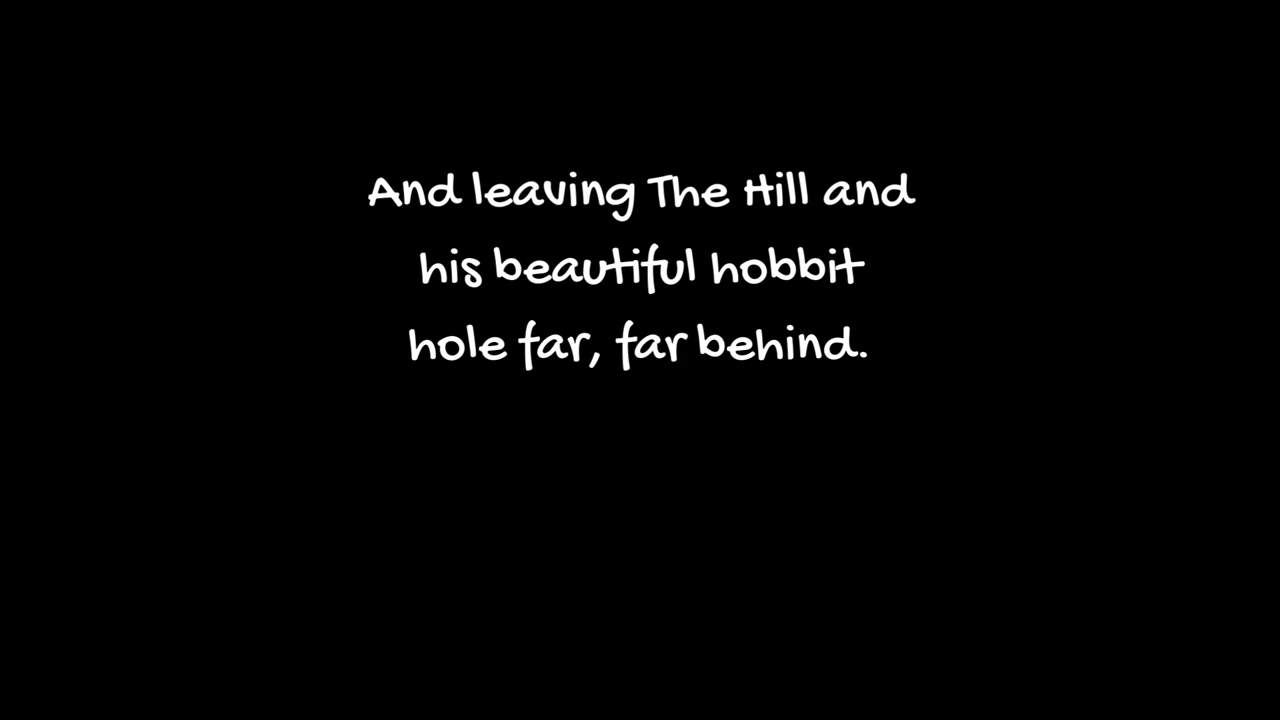 And leaving The Hill and
his beautiful hobbit
hole far, far behind.